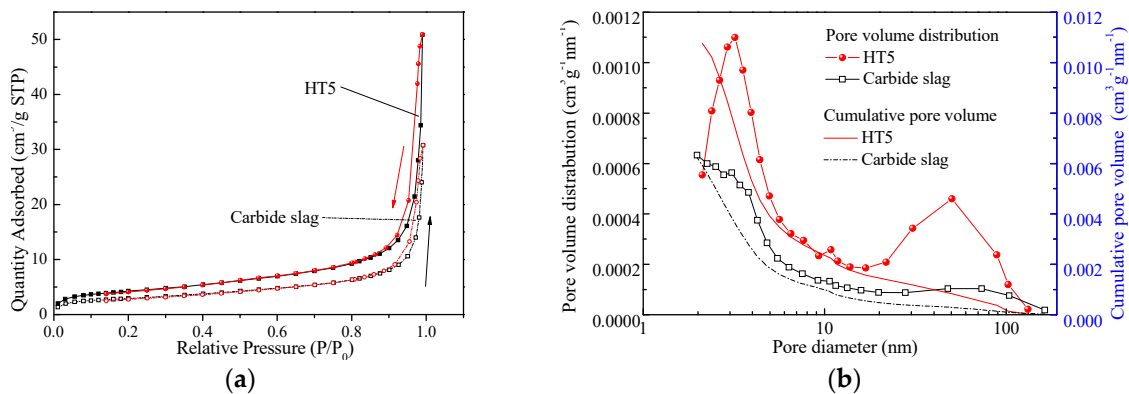 Quantity Adsorbed (cm³/g STP)
50
40
30
20
10
0
HT5
Carbide slag
0.0
0.2
0.4
0.6
0.8
1.0
Relative Pressure (P/P₀)
(a)
Pore volume distrabution (cm³g⁻¹nm⁻¹)
0.0012
0.0010
0.0008
0.0006
0.0004
0.0002
0.0000
Pore volume distribution
HT5
Carbide slag
Cumulative pore volume
HT5
Carbide slag
0.012
0.010
0.008
0.006
0.004
0.002
0.000
Cumulative pore volume (cm³g⁻¹nm⁻¹)
1
10
100
Pore diameter (nm)
(b)